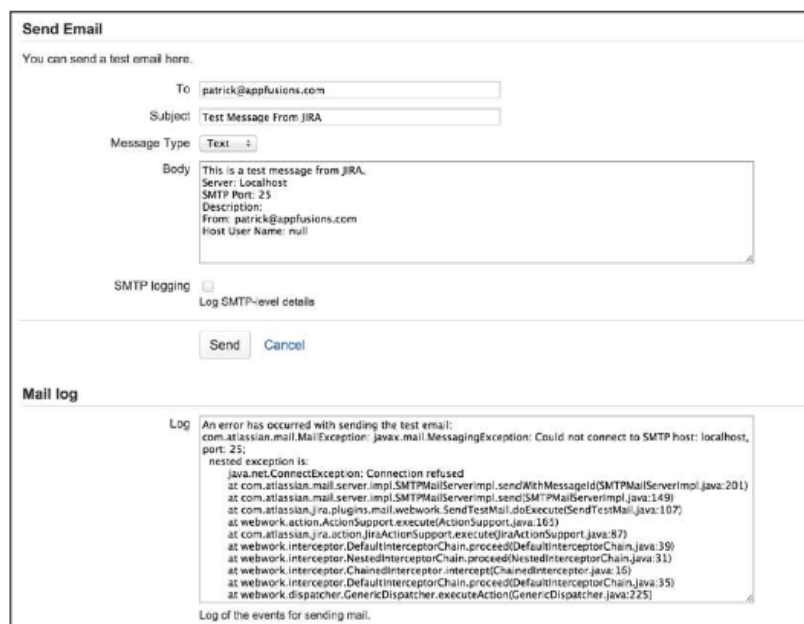 Send Email
You can send a test email here.
To patrick@appfusions.com
Subject Test Message From JIRA
Message Type Text
Body This is a test message from JIRA.
Server: Localhost
SMTP Port: 25
Description:
From: patrick@appfusions.com
Host User Name: null
SMTP logging
Log SMTP-level details
Send Cancel
Mail log
Log An error has occurred with sending the test email:
com.atlassian.mail.MailException: javax.mail.MessagingException: Could not connect to SMTP host: localhost,
port: 25;
nested exception is:
java.net.ConnectException: Connection refused
at com.atlassian.mail.server.impl.SMTPMailServerImpl.sendWithMessageId(SMTPMailServerImpl.java:201)
at com.atlassian.mail.server.impl.SMTPMailServerImpl.send(SMTPMailServerImpl.java:149)
at com.atlassian.jira.plugins.mail.webwork.SendTestMail.doExecute(SendTestMail.java:107)
at webwork.action.ActionSupport.execute(ActionSupport.java:165)
at com.atlassian.jira.action.JiraActionSupport.execute(JiraActionSupport.java:87)
at webwork.interceptor.DefaultInterceptorChain.proceed(DefaultInterceptorChain.java:39)
at webwork.interceptor.NestedInterceptorChain.proceed(NestedInterceptorChain.java:31)
at webwork.interceptor.ChainedInterceptor.intercept(ChainedInterceptor.java:16)
at webwork.interceptor.DefaultInterceptorChain.proceed(DefaultInterceptorChain.java:35)
at webwork.dispatcher.GenericDispatcher.executeAction(GenericDispatcher.java:225)
Log of the events for sending mail.